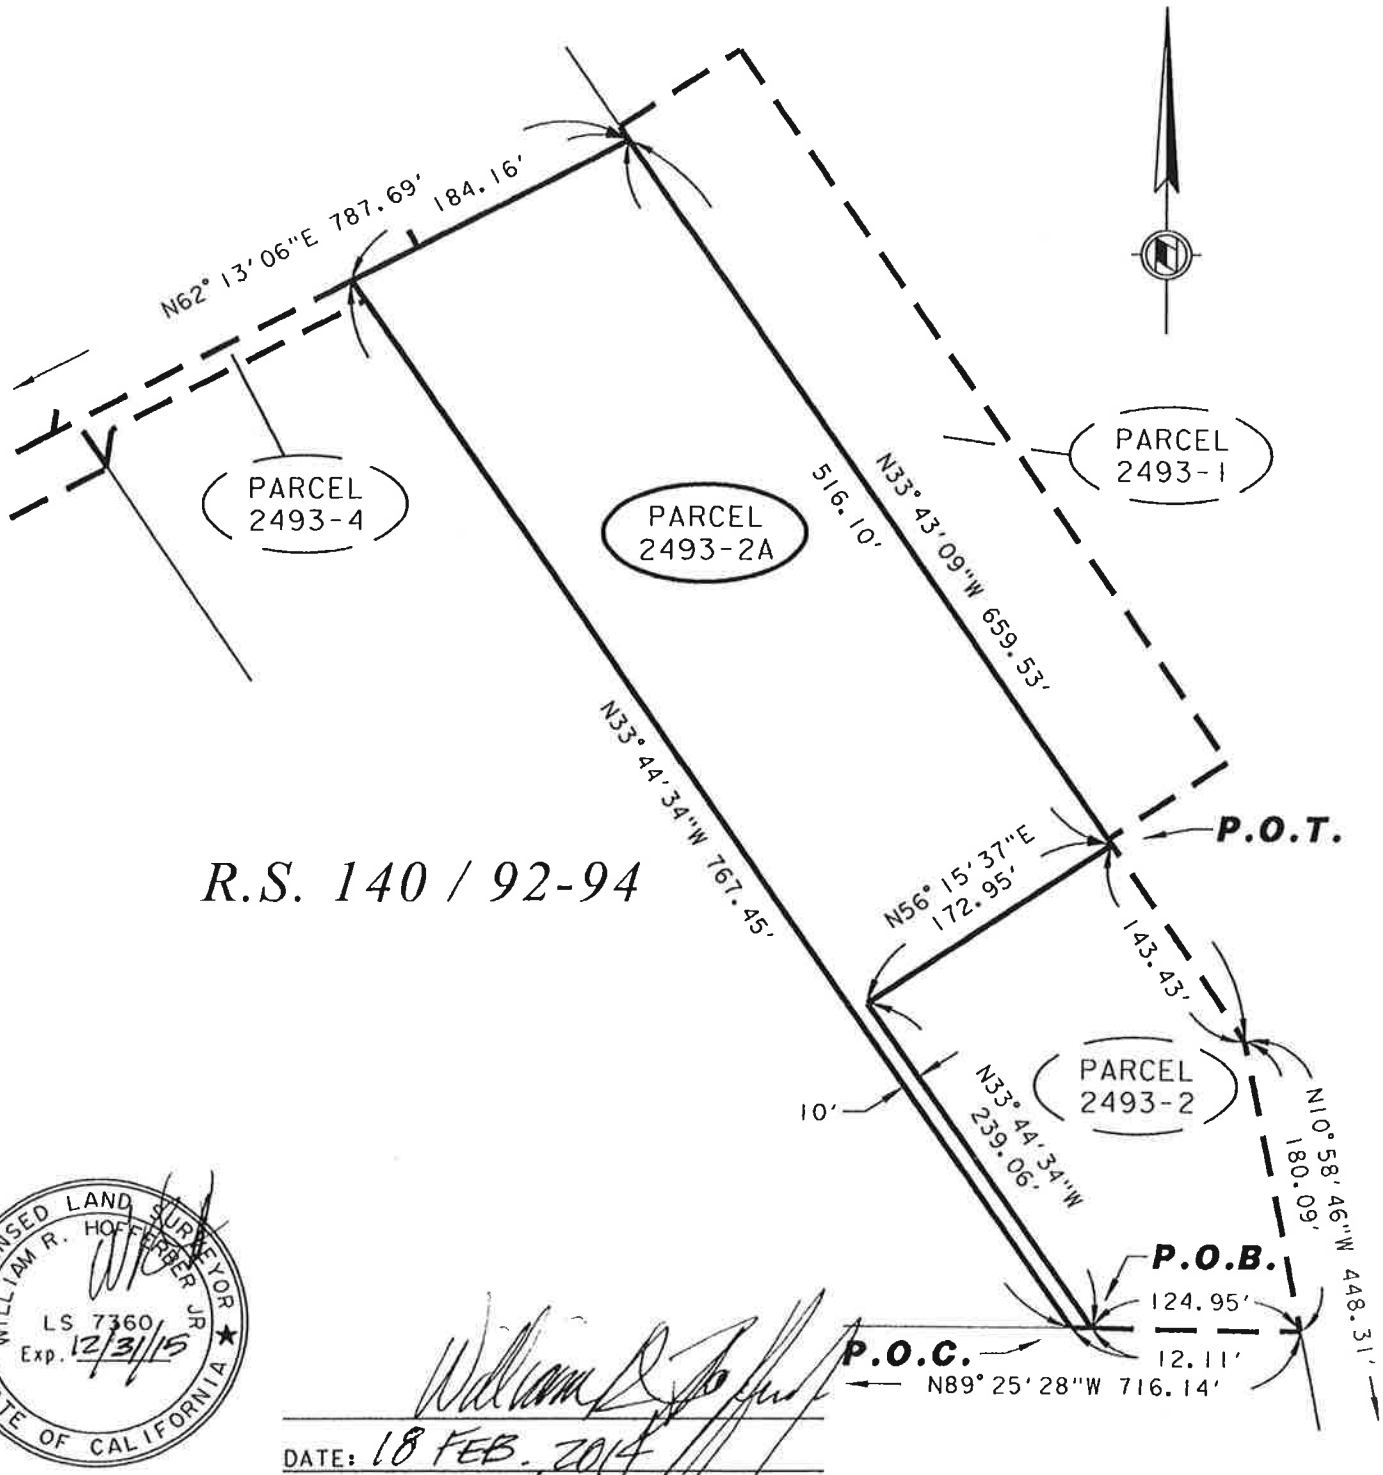 N62° 13' 06"E 787.69'
184.16'
PARCEL
2493-1
PARCEL
2493-4
PARCEL
2493-2A
N33° 43' 09"W 659.53'
516.10'
N33° 44' 34"W 767.45'
P.O.T.
R.S. 140 / 92-94
N56° 15' 37"E
172.95'
143.43'
PARCEL
2493-2
10'
N33° 44' 34"W
239.06'
N10° 58' 46"W 448.31'
180.09'
P.O.B.
124.95'
P.O.C.
12.11'
N89° 25' 28"W 716.14'
NSED LAND SURVEYOR
WILLIAM R. HOFFERBER JR
LS 7360
Exp. 12/31/15
TE OF CALIFORNIA
DATE: 18 FEB. 2014